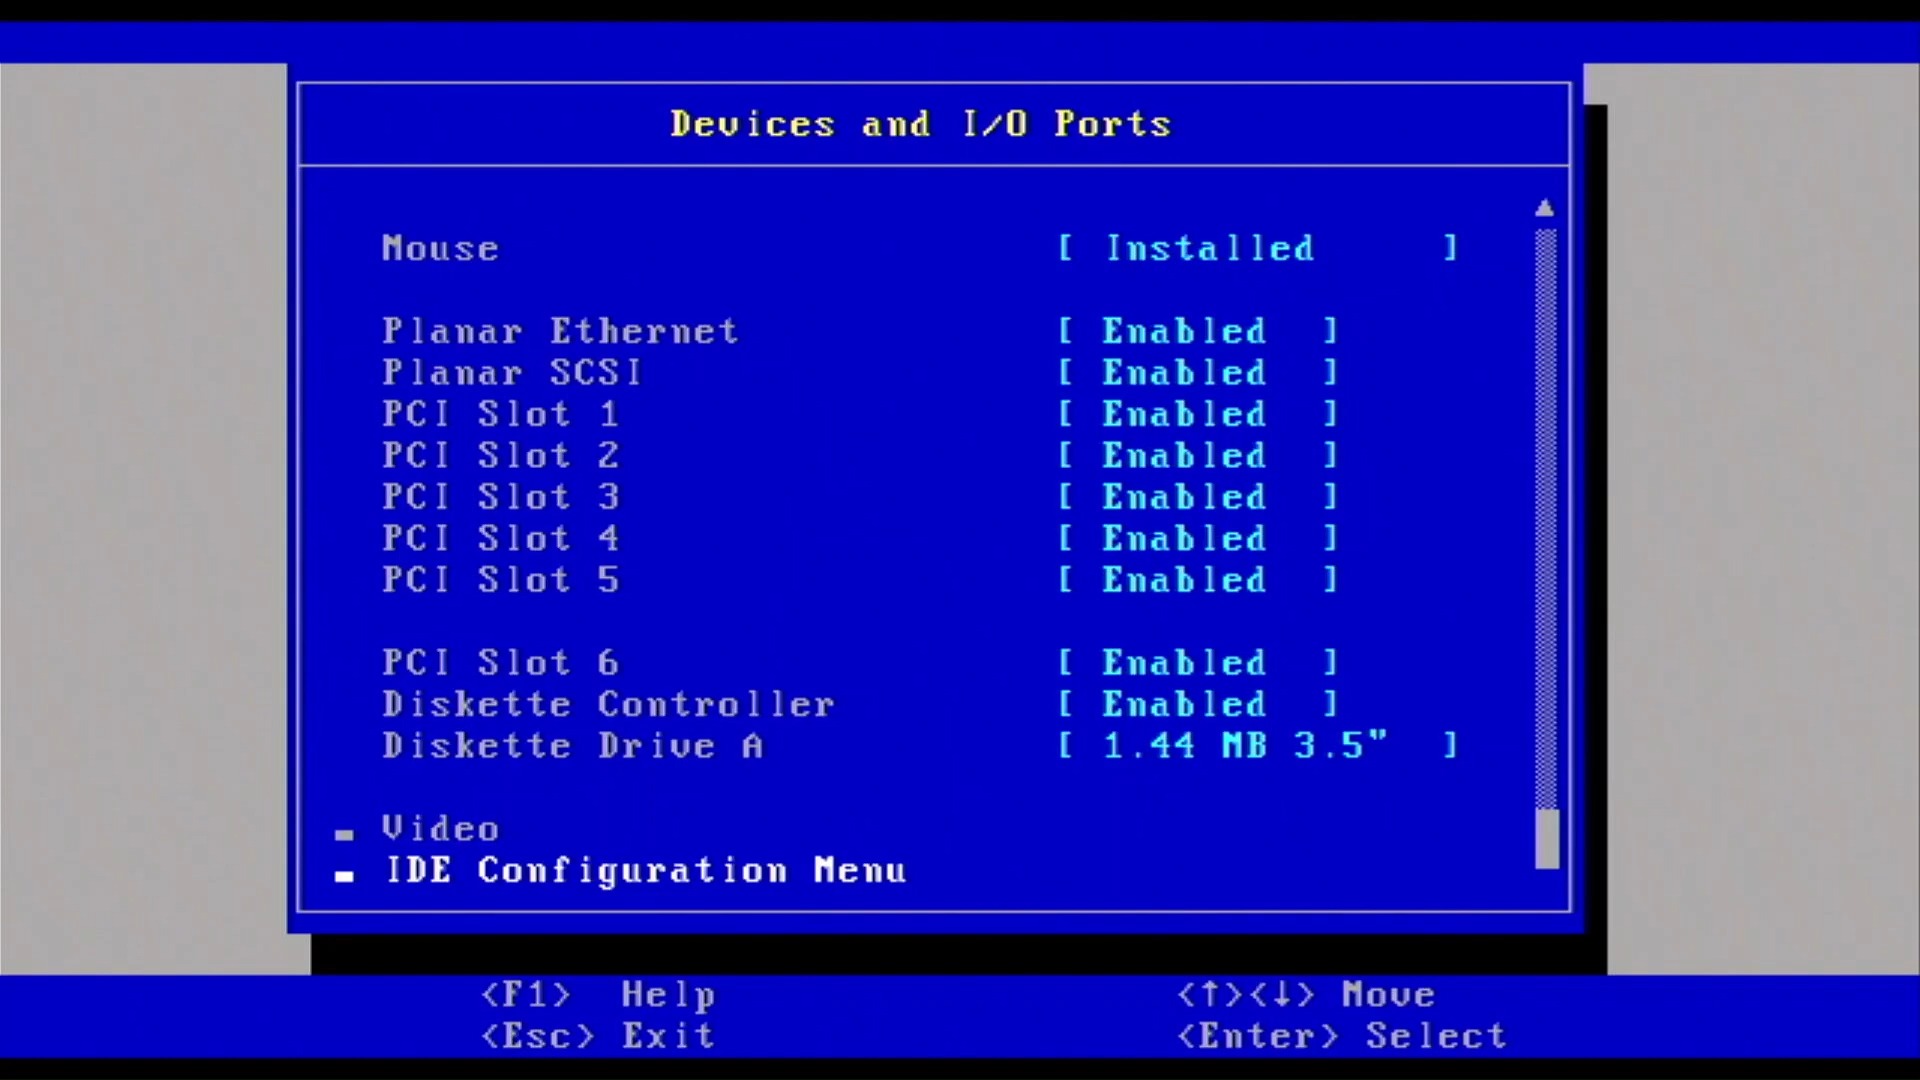 Devices and I/O Ports
Mouse [ Installed ]
Planar Ethernet [ Enabled ]
Planar SCSI [ Enabled ]
PCI Slot 1 [ Enabled ]
PCI Slot 2 [ Enabled ]
PCI Slot 3 [ Enabled ]
PCI Slot 4 [ Enabled ]
PCI Slot 5 [ Enabled ]
PCI Slot 6 [ Enabled ]
Diskette Controller [ Enabled ]
Diskette Drive A [ 1.44 MB 3.5" ]
Video
IDE Configuration Menu
<F1> Help <↑><↓> Move
<Esc> Exit <Enter> Select